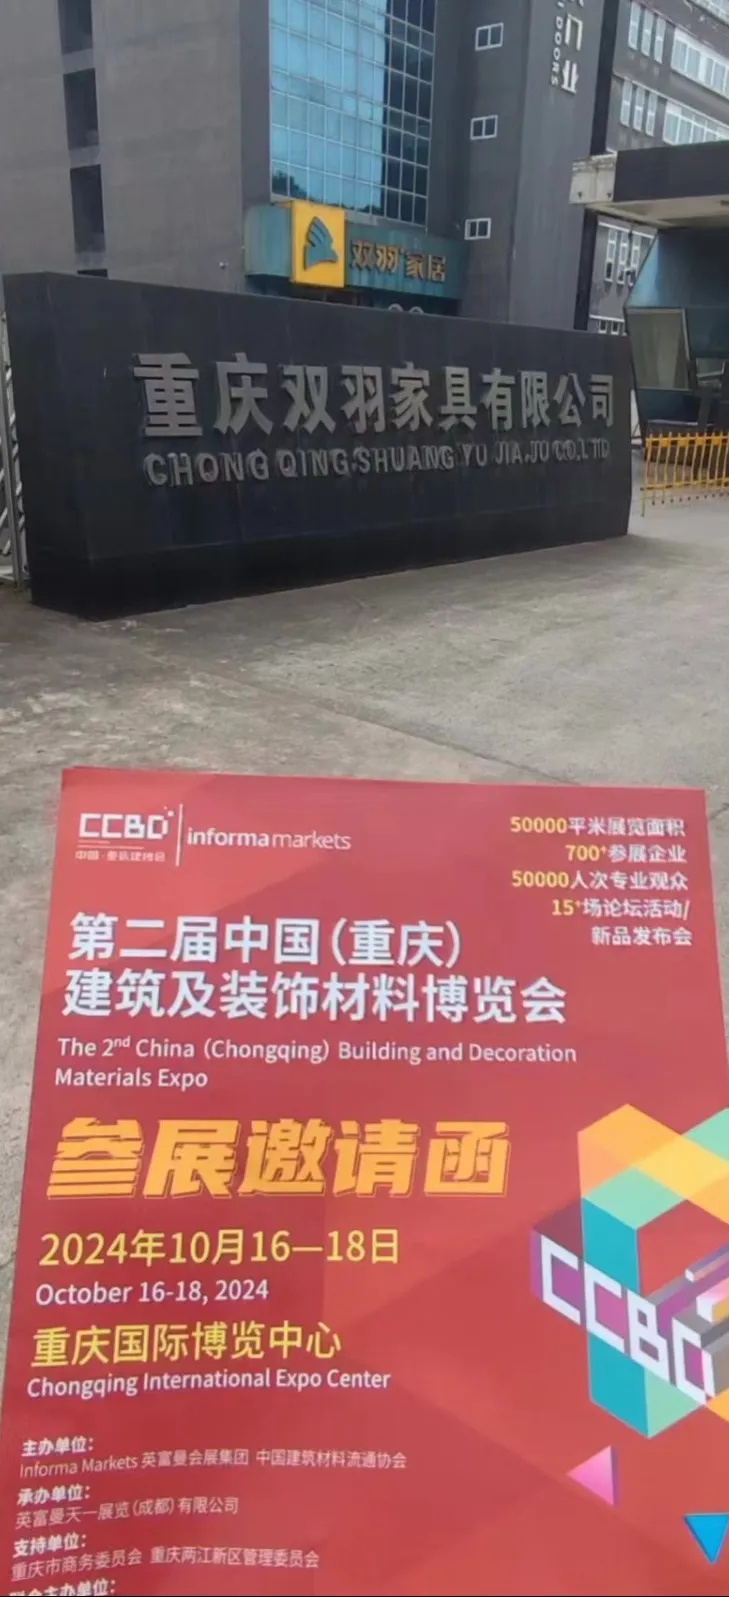 门业
DOORS
双羽家居
重庆双羽家具有限公司
CHONG QING SHUANG YU JIA JU CO.,LTD
CCBD
中国·重庆建博会
informa markets
50000平米展览面积
700+参展企业
50000人次专业观众
15+场论坛活动/
新品发布会
第二届中国（重庆）
建筑及装饰材料博览会
The 2nd China (Chongqing) Building and Decoration
Materials Expo
参展邀请函
2024年10月16—18日
October 16-18, 2024
重庆国际博览中心
Chongqing International Expo Center
CCBD
主办单位：
Informa Markets 英富曼会展集团 中国建筑材料流通协会
承办单位：
英富曼天一展览（成都）有限公司
支持单位：
重庆市商务委员会 重庆两江新区管理委员会
联合主办单位：